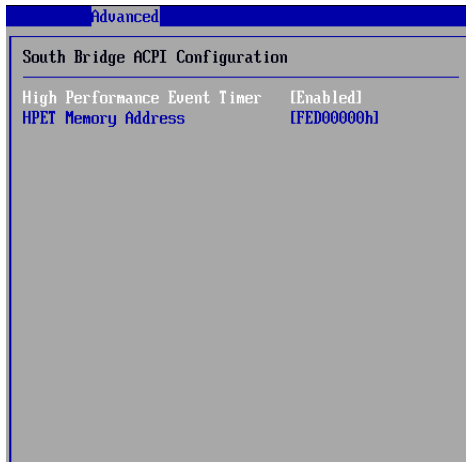 Advanced
South Bridge ACPI Configuration
High Performance Event Timer [Enabled]
HPET Memory Address [FED00000h]